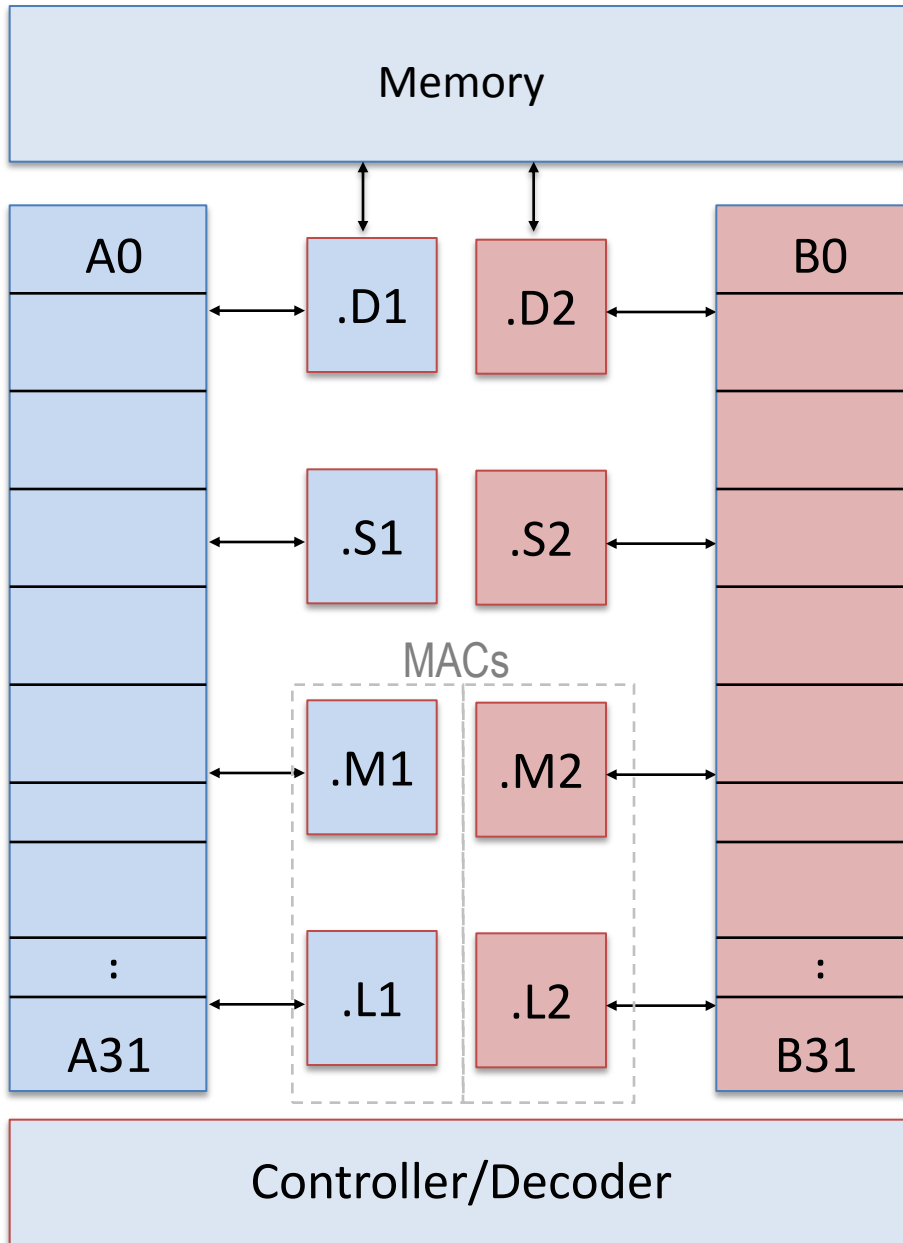 Memory
A0
B0
.D1
.D2
.S1
.S2
MACs
.M1
.M2
:
:
.L1
.L2
A31
B31
Controller/Decoder